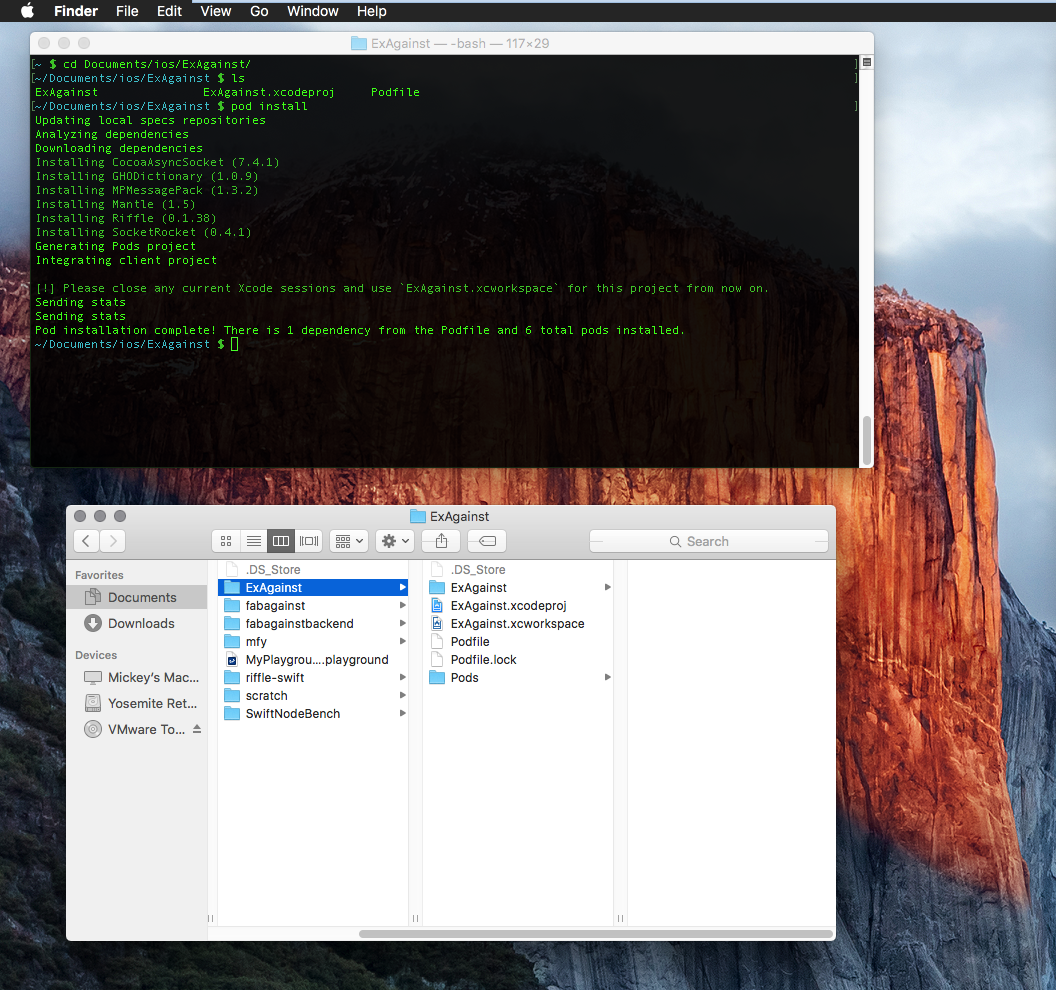 Finder File Edit View Go Window Help
ExAgainst — -bash — 117×29
[~ $ cd Documents/ios/ExAgainst/ ]
[~/Documents/ios/ExAgainst $ ls ]
ExAgainst ExAgainst.xcodeproj Podfile
[~/Documents/ios/ExAgainst $ pod install ]
Updating local specs repositories
Analyzing dependencies
Downloading dependencies
Installing CocoaAsyncSocket (7.4.1)
Installing GHODictionary (1.0.9)
Installing MPMessagePack (1.3.2)
Installing Mantle (1.5)
Installing Riffle (0.1.38)
Installing SocketRocket (0.4.1)
Generating Pods project
Integrating client project
[!] Please close any current Xcode sessions and use `ExAgainst.xcworkspace` for this project from now on.
Sending stats
Sending stats
Pod installation complete! There is 1 dependency from the Podfile and 6 total pods installed.
~/Documents/ios/ExAgainst $
ExAgainst
Search
Favorites
Documents
Downloads
Devices
Mickey's Mac...
Yosemite Ret...
VMware To...
.DS_Store
ExAgainst
fabagainst
fabagainstbackend
mfy
MyPlaygrou....playground
riffle-swift
scratch
SwiftNodeBench
.DS_Store
ExAgainst
ExAgainst.xcodeproj
ExAgainst.xcworkspace
Podfile
Podfile.lock
Pods